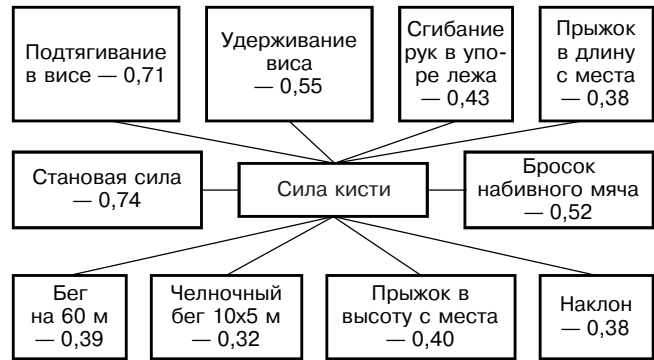 Подтягивание
в висе — 0,71
Удерживание
виса
— 0,55
Сгибание
рук в упо-
ре лежа
— 0,43
Прыжок
в длину
с места
— 0,38
Становая сила
— 0,74
Сила кисти
Бросок
набивного мяча
— 0,52
Бег
на 60 м
— 0,39
Челночный
бег 10х5 м
— 0,32
Прыжок в
высоту с места
— 0,40
Наклон
— 0,38